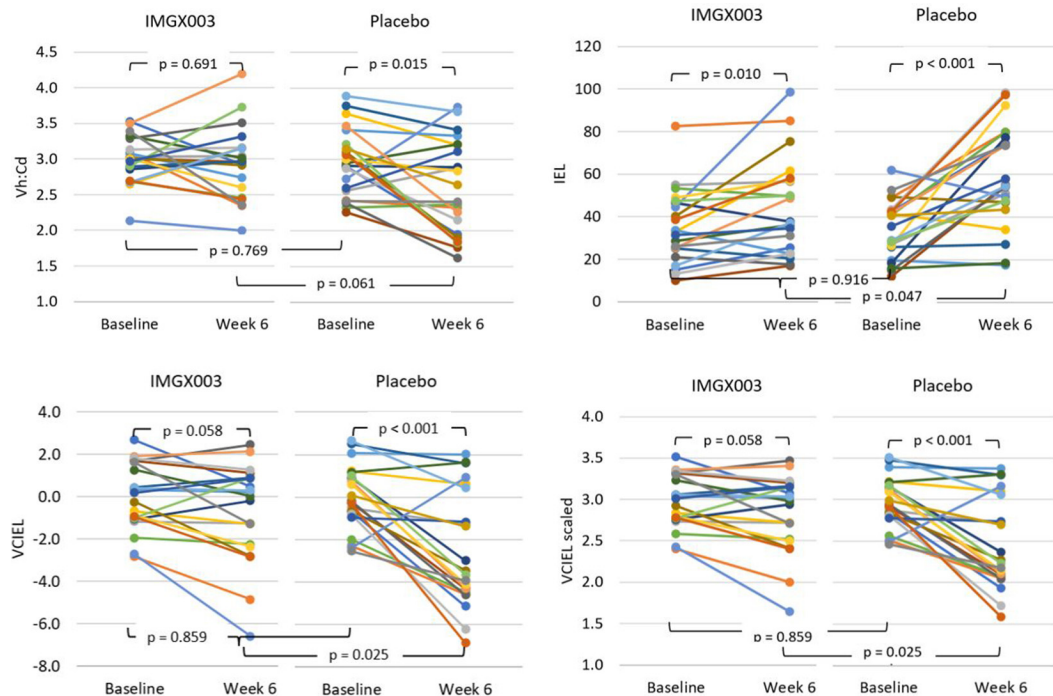 IMGX003 Placebo
4.5
p = 0.691 p = 0.015
4.0
3.5
3.0
Vh:Cd
2.5
2.0
p = 0.769
1.5
p = 0.061
1.0
Baseline Week 6 Baseline Week 6
IMGX003 Placebo
120
p = 0.010 p < 0.001
100
80
60
IEL
40
20
p = 0.916
0
p = 0.047
Baseline Week 6 Baseline Week 6
IMGX003 Placebo
4.0
p = 0.058 p < 0.001
2.0
0.0
VCIEL
-2.0
-4.0
-6.0
p = 0.859
p = 0.025
-8.0
Baseline Week 6 Baseline Week 6
IMGX003 Placebo
4.0
p = 0.058 p < 0.001
3.5
3.0
VCIEL scaled
2.5
2.0
1.5
p = 0.859
p = 0.025
1.0
Baseline Week 6 Baseline Week 6